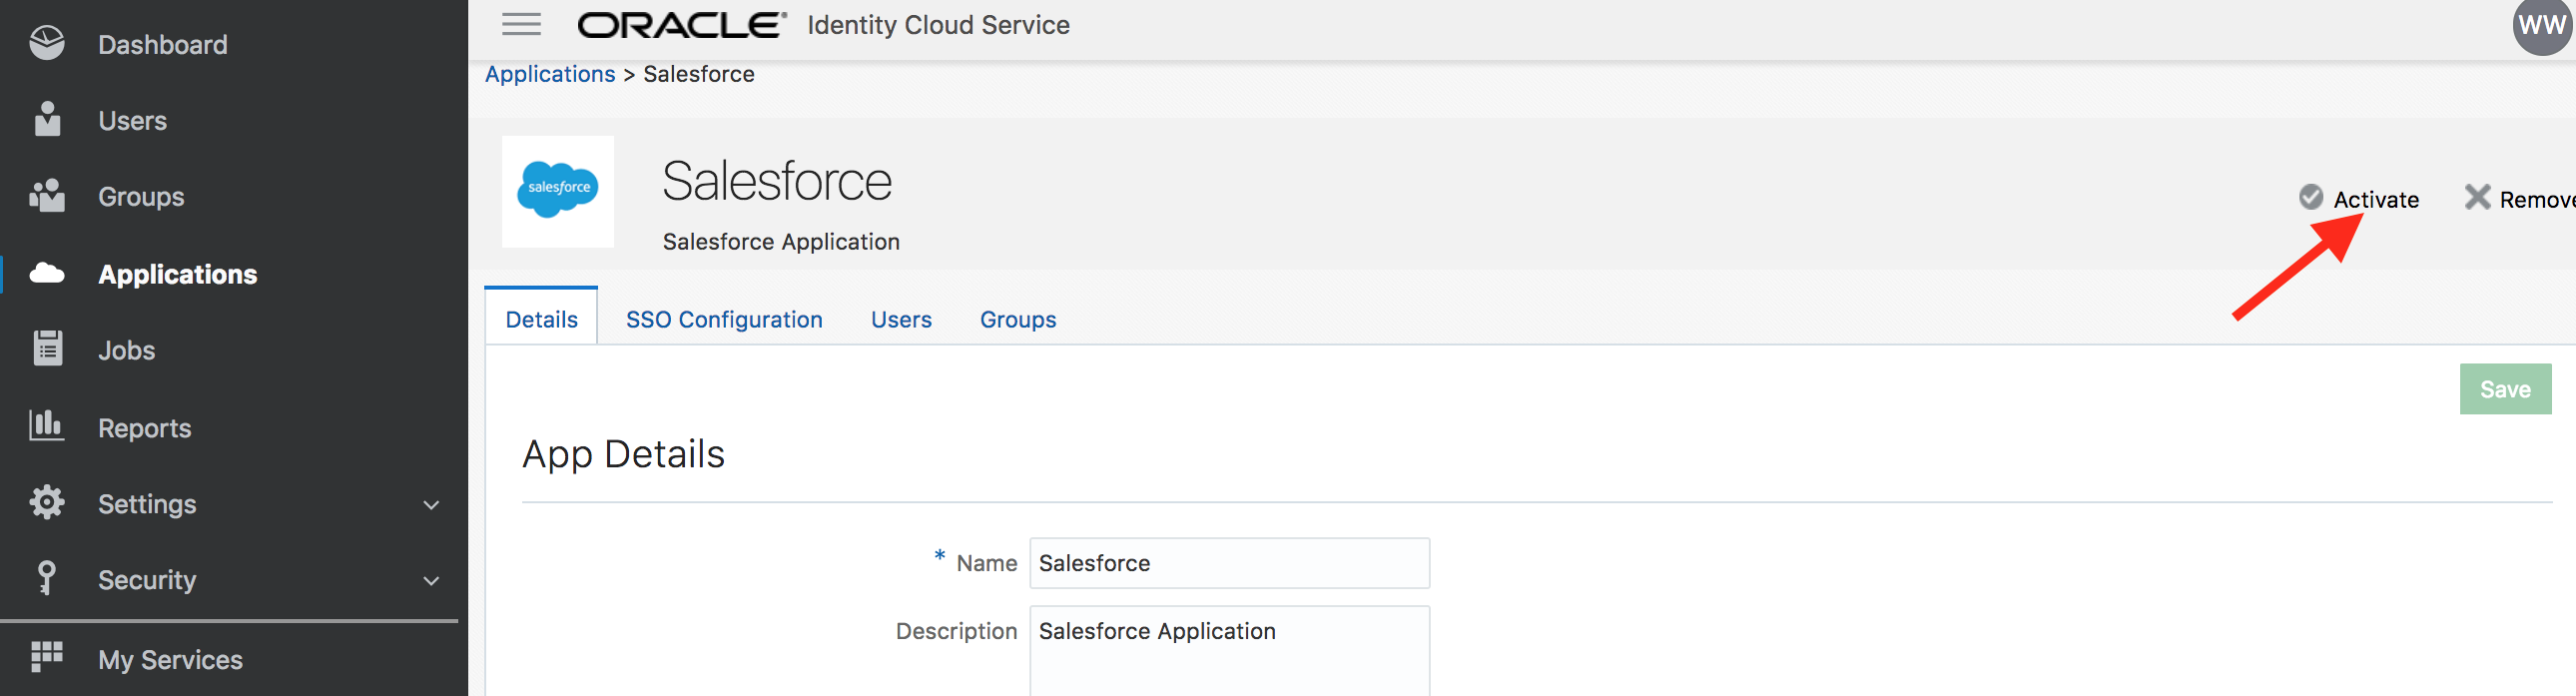 Dashboard
Users
Groups
Applications
Jobs
Reports
Settings
Security
My Services
ORACLE® Identity Cloud Service
WW
Applications > Salesforce
salesforce
Salesforce
Salesforce Application
Activate
Remove
Details SSO Configuration Users Groups
Save
App Details
* Name Salesforce
Description Salesforce Application